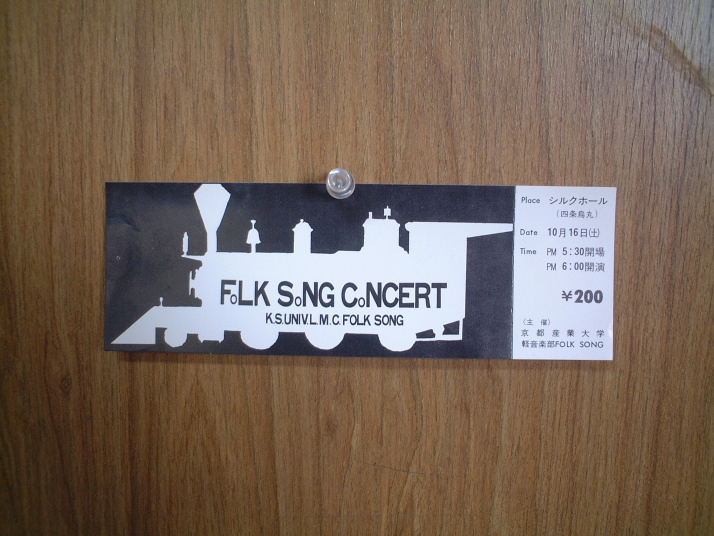 FoLK SoNG CoNCERT
K.S.UNIV.L.M.C.FOLK SONG
Place シルクホール
（四条烏丸）
Date 10月16日㈯
Time PM 5:30開場
PM 6:00開演
¥200
（主 催）
京都産業大学
軽音楽部FOLK SONG